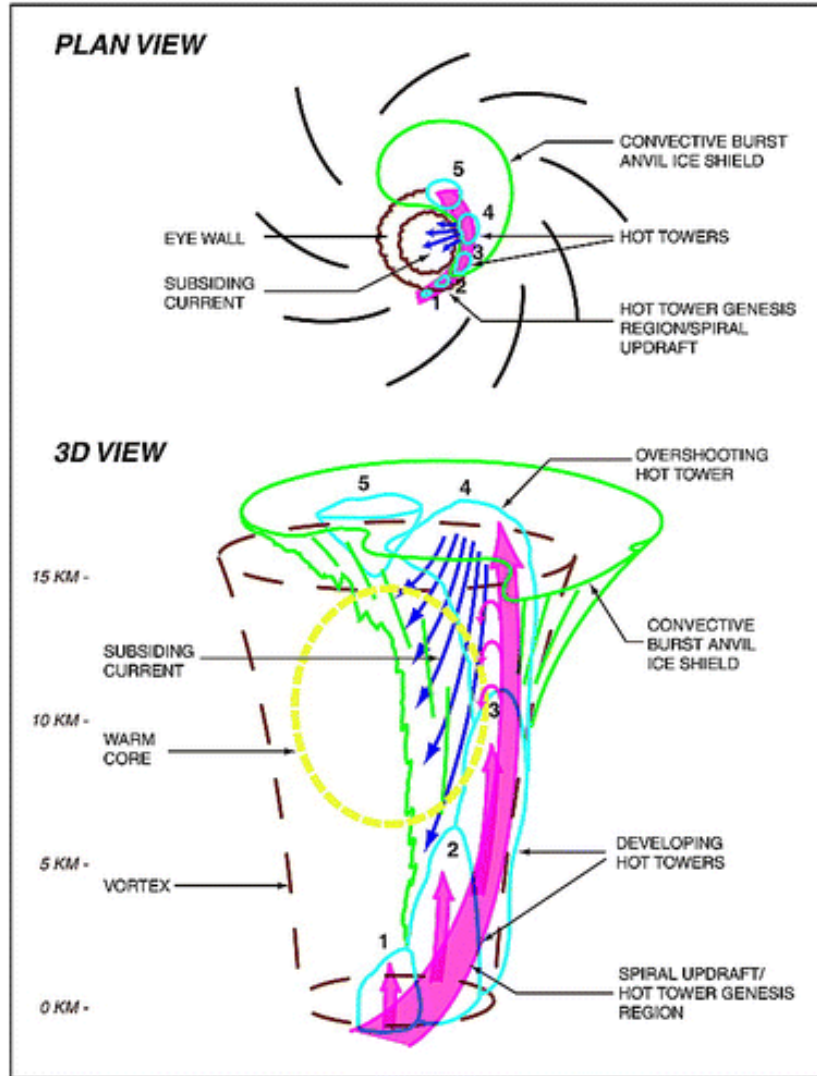 PLAN VIEW
CONVECTIVE BURST
ANVIL ICE SHIELD
5
4
EYE WALL
HOT TOWERS
3
SUBSIDING
CURRENT
2
1
HOT TOWER GENESIS
REGION/SPIRAL
UPDRAFT
3D VIEW
OVERSHOOTING
HOT TOWER
5
4
15 KM -
CONVECTIVE
BURST ANVIL
ICE SHIELD
SUBSIDING
CURRENT
3
10 KM -
WARM
CORE
DEVELOPING
HOT TOWERS
2
5 KM -
VORTEX
1
SPIRAL UPDRAFT/
HOT TOWER GENESIS
REGION
0 KM -